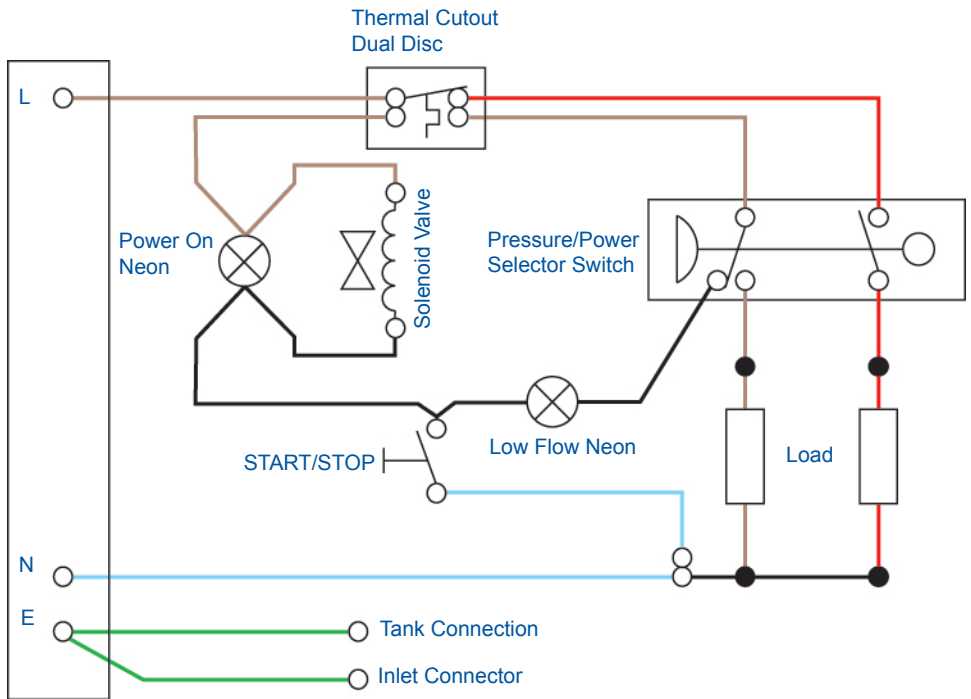 Thermal Cutout
Dual Disc
L
Power On
Neon
Solenoid Valve
Pressure/Power
Selector Switch
START/STOP
Low Flow Neon
Load
N
E
Tank Connection
Inlet Connector